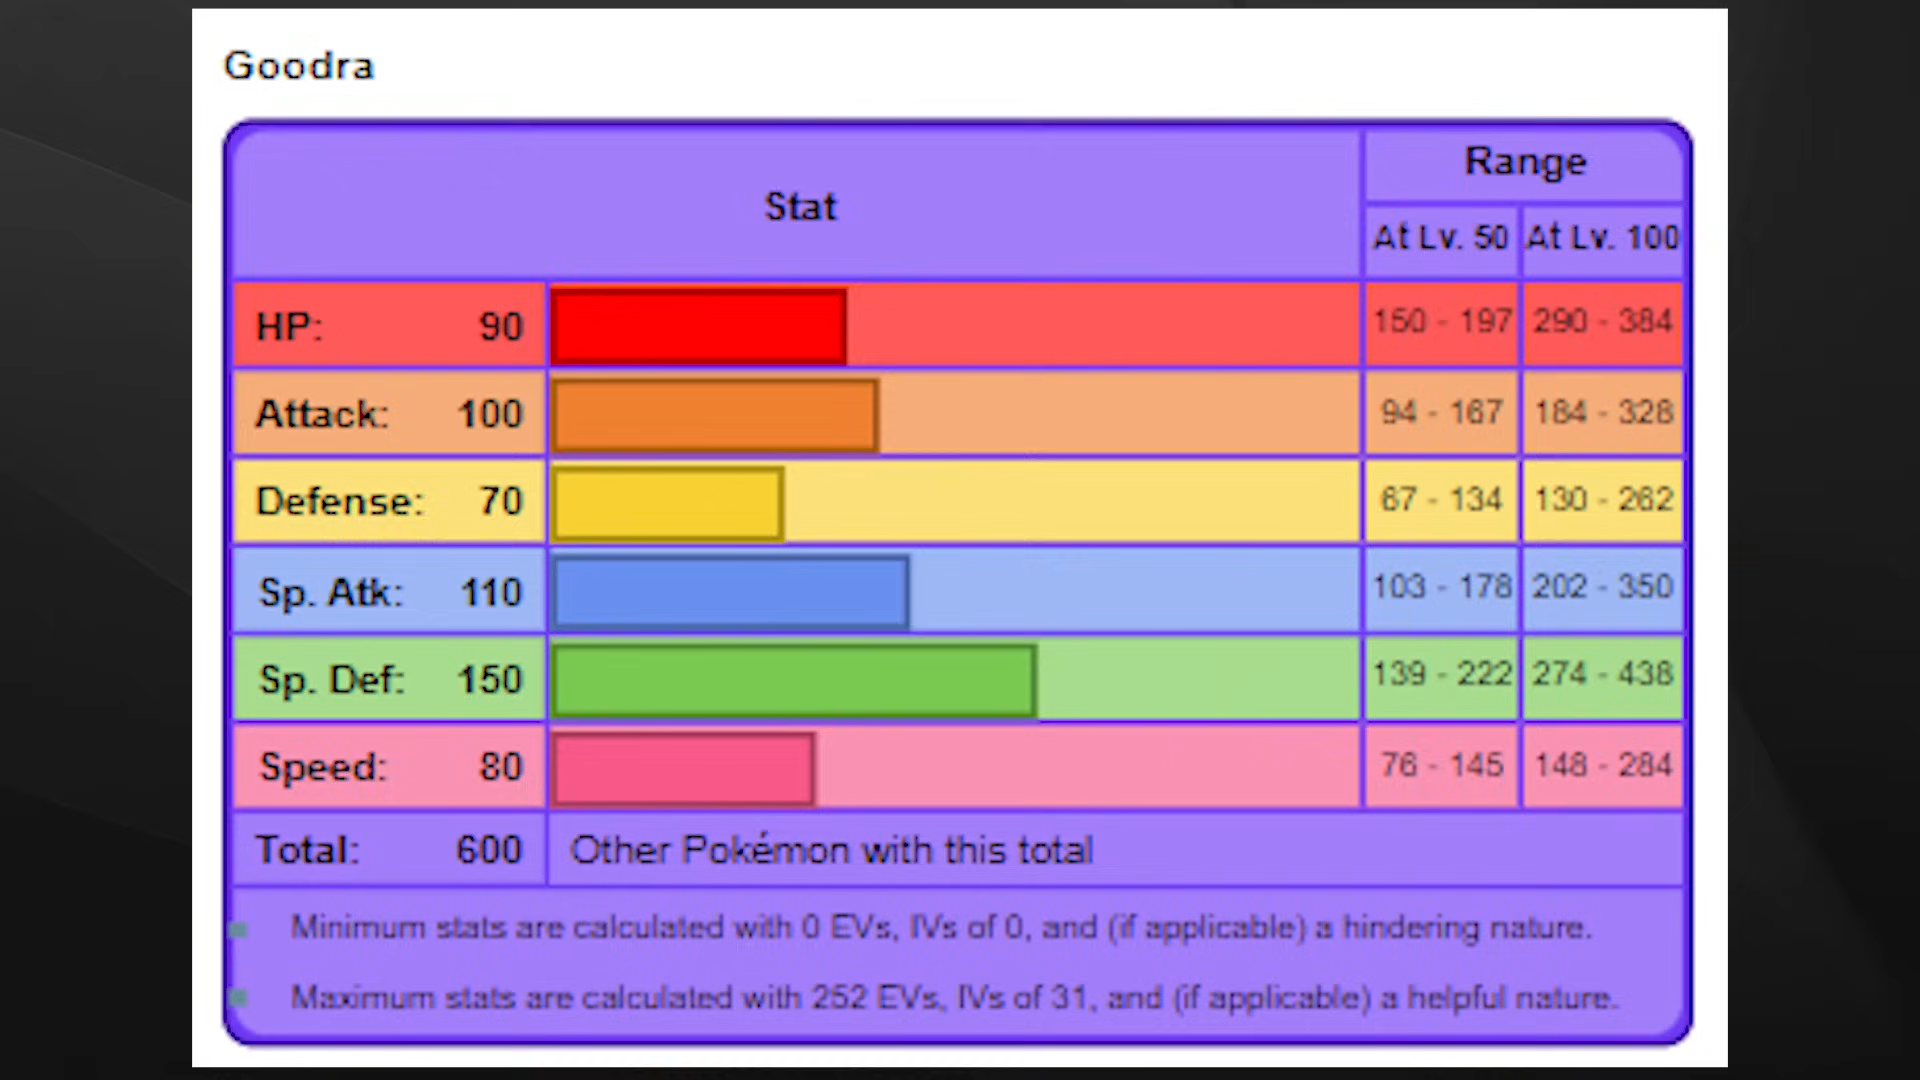 Goodra
Stat
Range
At Lv. 50 At Lv. 100
HP: 90 150 - 197 290 - 384
Attack: 100 94 - 167 184 - 328
Defense: 70 67 - 134 130 - 262
Sp. Atk: 110 103 - 178 202 - 350
Sp. Def: 150 139 - 222 274 - 438
Speed: 80 76 - 145 148 - 284
Total: 600 Other Pokémon with this total
Minimum stats are calculated with 0 EVs, IVs of 0, and (if applicable) a hindering nature.
Maximum stats are calculated with 252 EVs, IVs of 31, and (if applicable) a helpful nature.